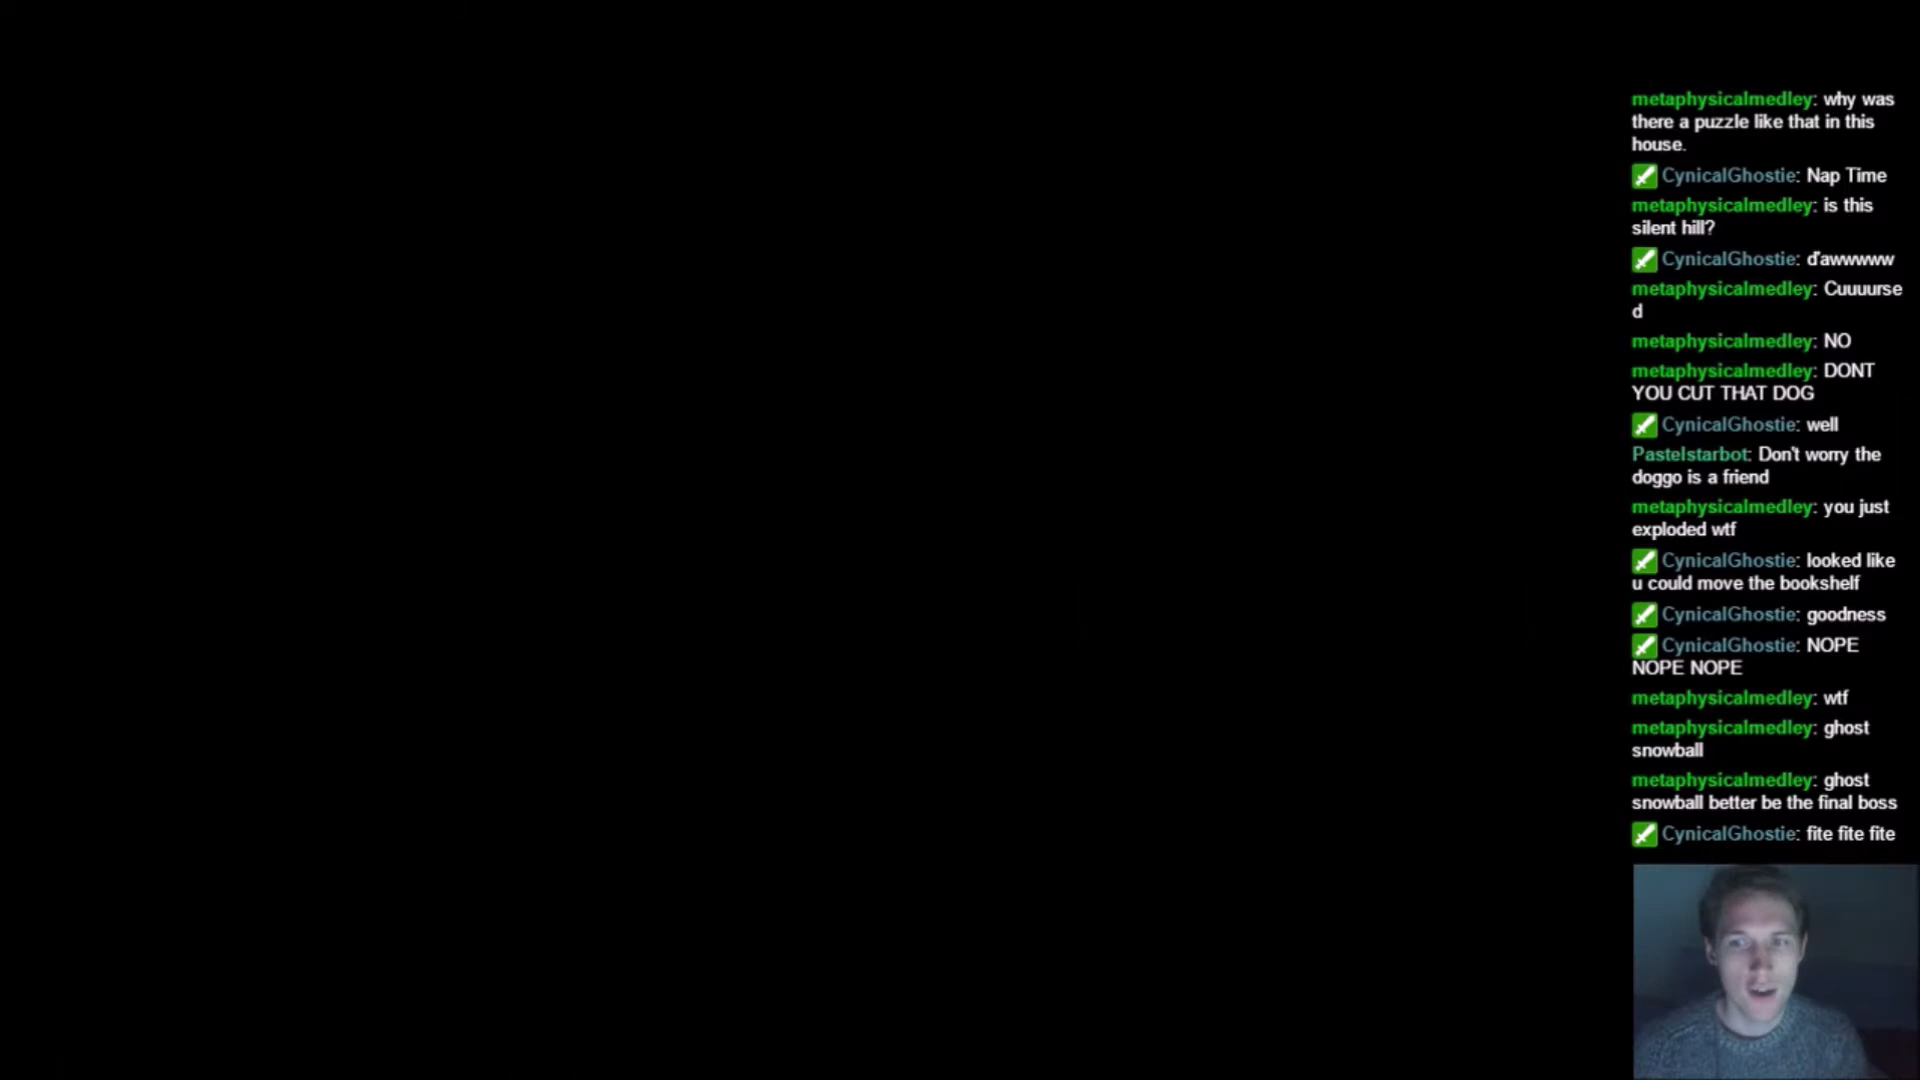 metaphysicalmedley: why was
there a puzzle like that in this
house.
CynicalGhostie: Nap Time
metaphysicalmedley: is this
silent hill?
CynicalGhostie: d'awwwww
metaphysicalmedley: Cuuuurse
d
metaphysicalmedley: NO
metaphysicalmedley: DONT
YOU CUT THAT DOG
CynicalGhostie: well
Pastelstarbot: Don't worry the
doggo is a friend
metaphysicalmedley: you just
exploded wtf
CynicalGhostie: looked like
u could move the bookshelf
CynicalGhostie: goodness
CynicalGhostie: NOPE
NOPE NOPE
metaphysicalmedley: wtf
metaphysicalmedley: ghost
snowball
metaphysicalmedley: ghost
snowball better be the final boss
CynicalGhostie: fite fite fite